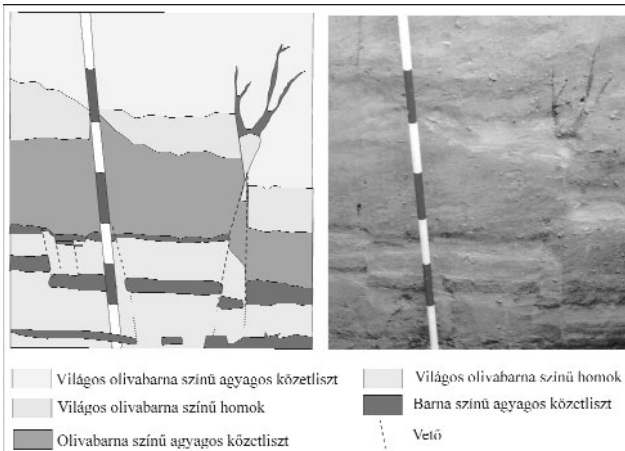 Világos olivabarna színű agyagos kőzetliszt
Világos olivabarna színű homok
Olivabarna színű agyagos kőzetliszt
Világos olivabarna színű homok
Barna színű agyagos kőzetliszt
Vető